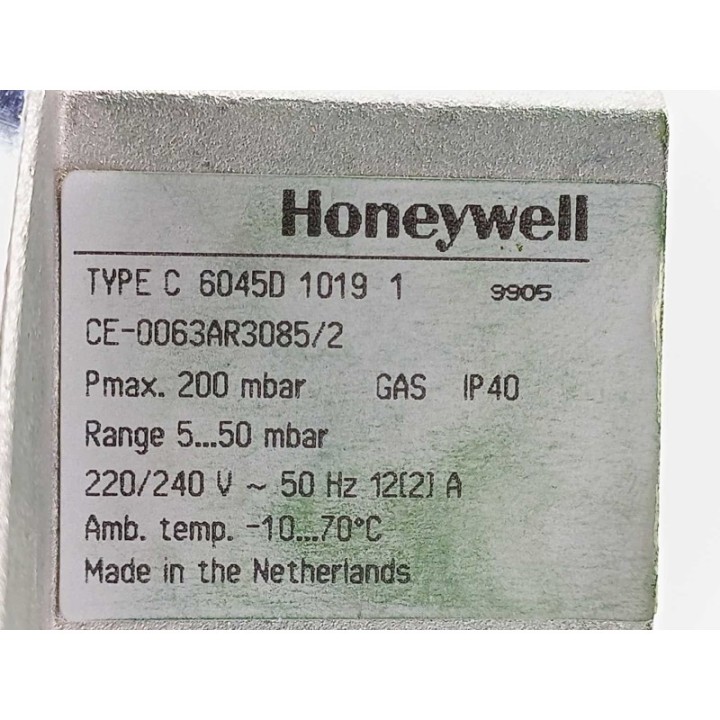 Honeywell
TYPE C 6045D 1019 1 9905
CE-0063AR3085/2
Pmax. 200 mbar GAS IP40
Range 5...50 mbar
220/240 V ~ 50 Hz 12(2) A
Amb. temp. -10...70°C
Made in the Netherlands